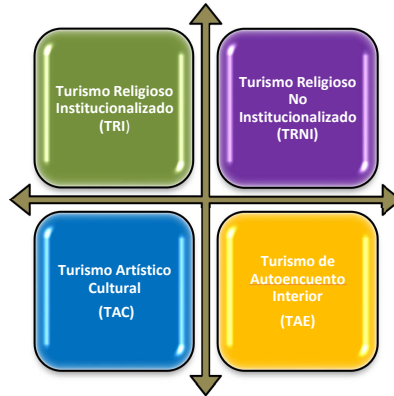 Turismo Religioso
Institucionalizado
(TRI)
Turismo Religioso
No
Institucionalizado
(TRNI)
Turismo Artístico
Cultural
(TAC)
Turismo de
Autoencuento
Interior
(TAE)